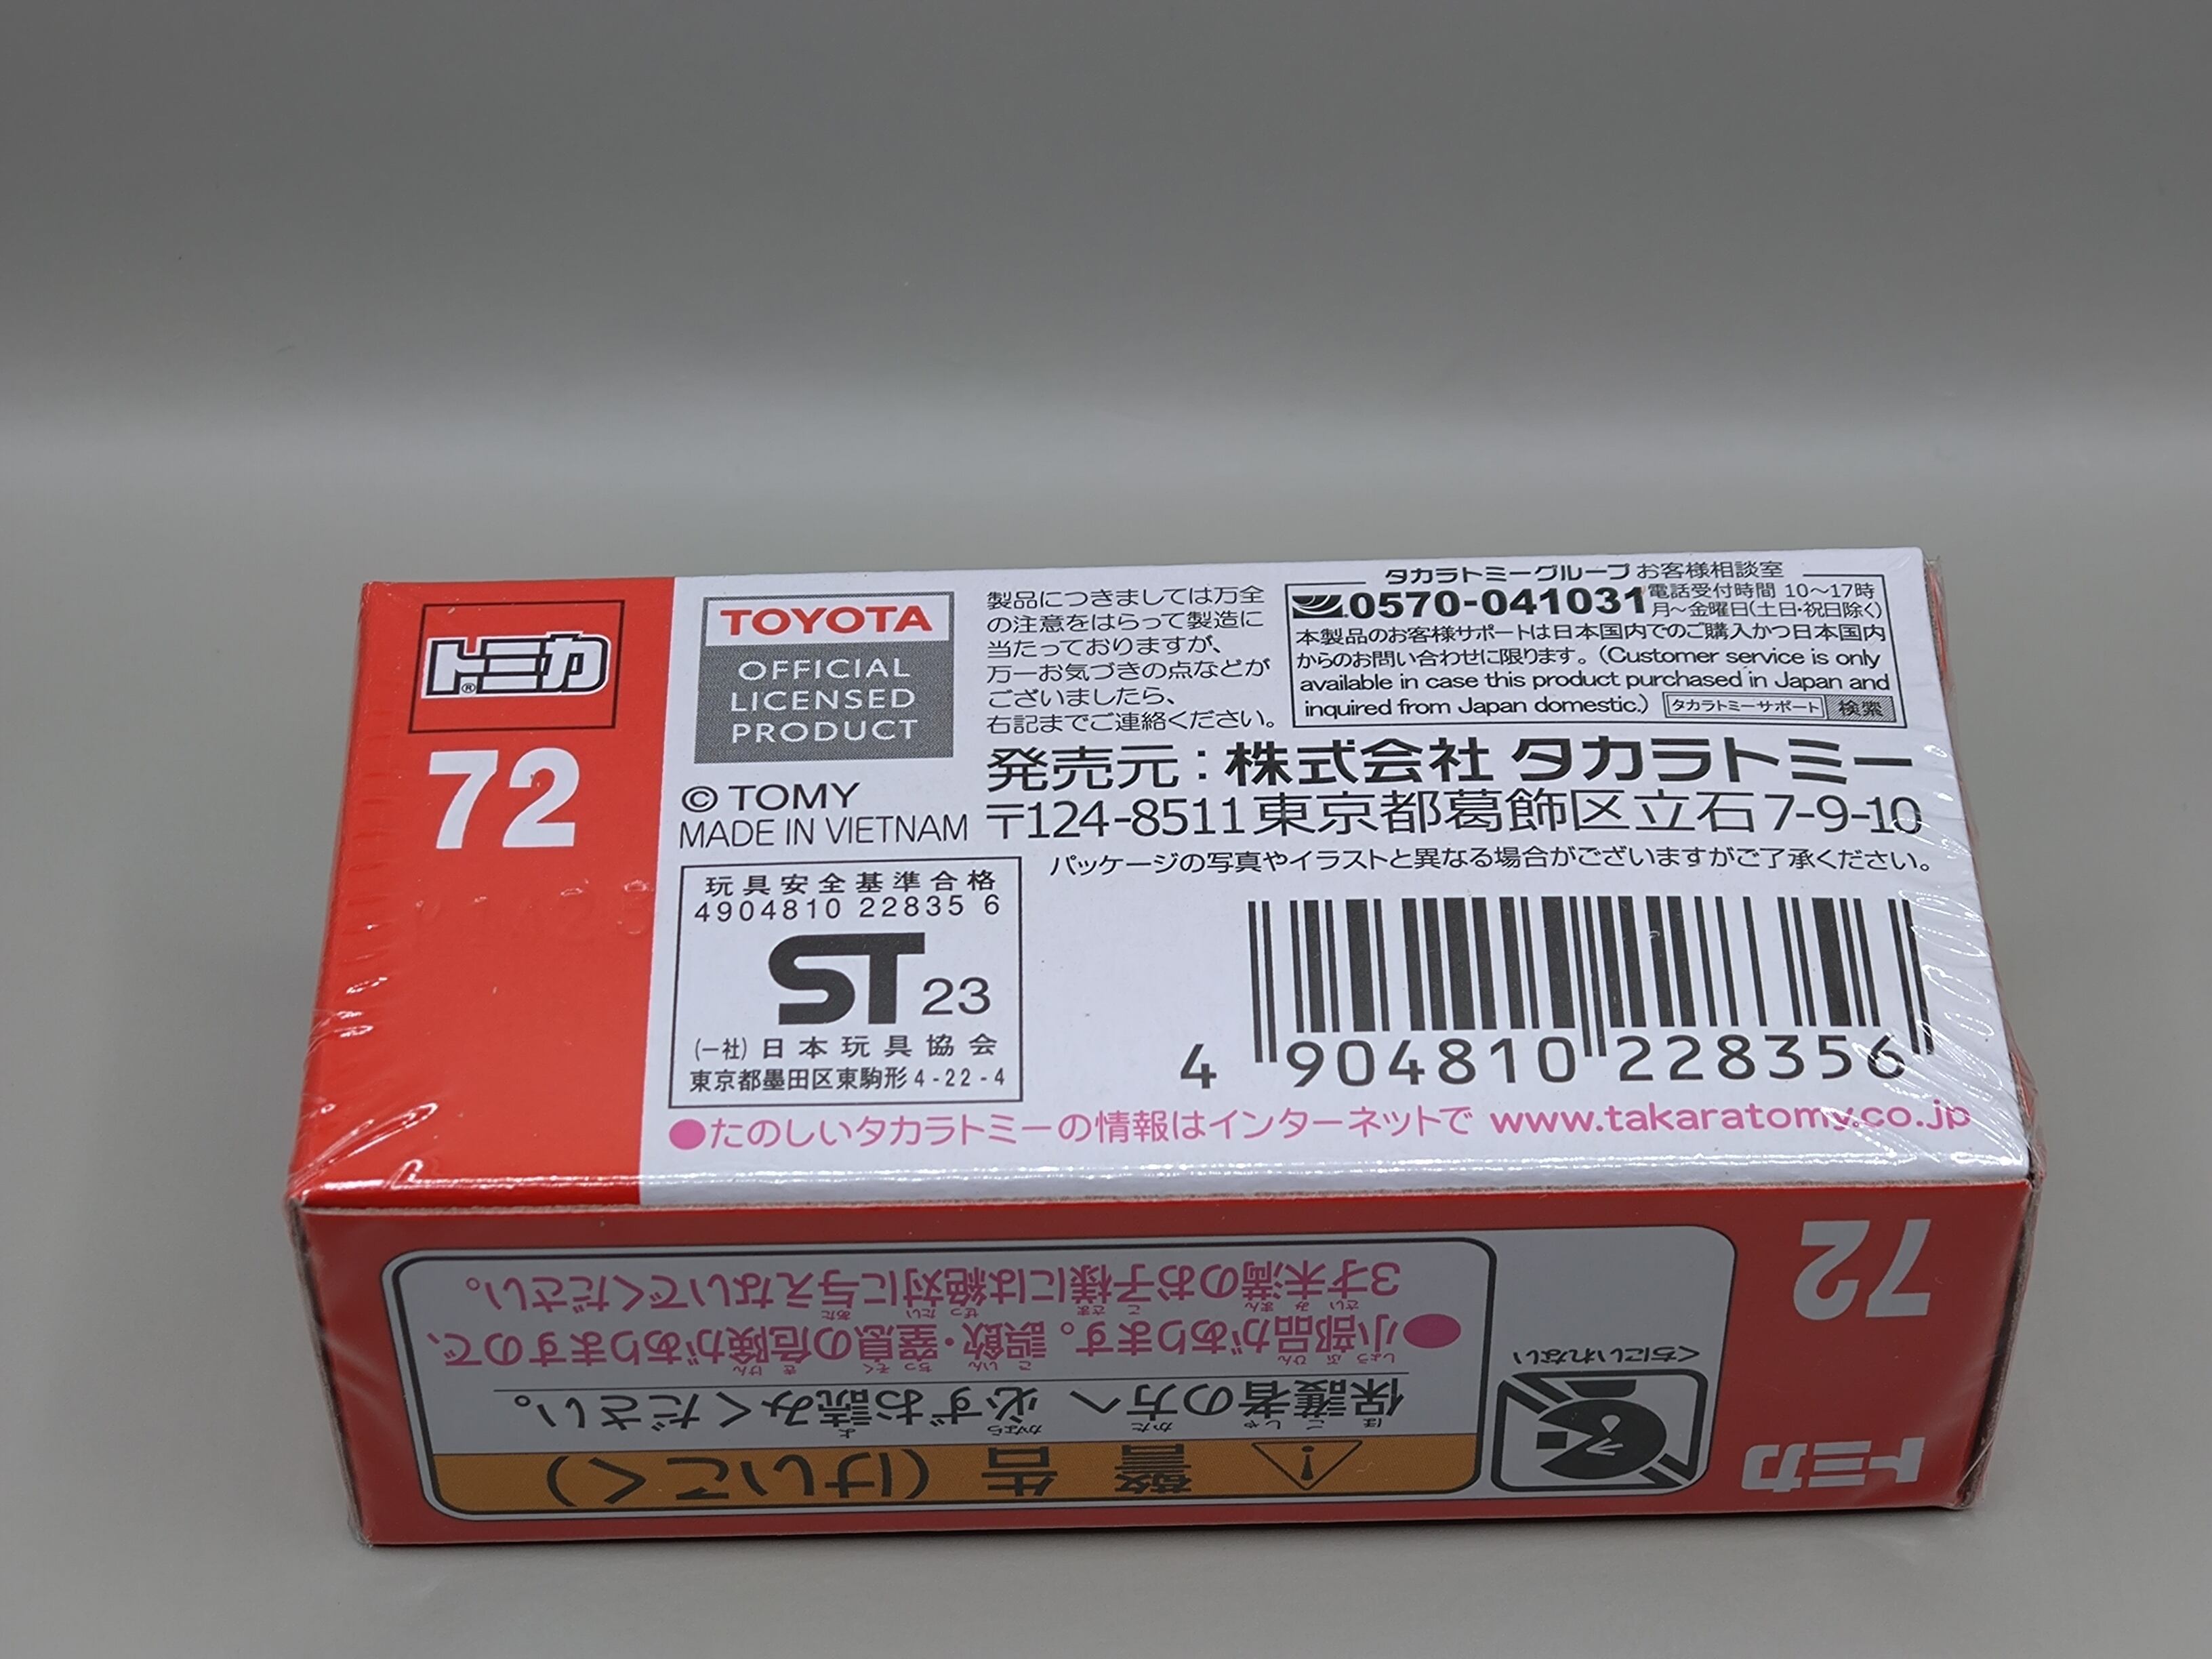 トミカ®
72
TOYOTA
OFFICIAL
LICENSED
PRODUCT
© TOMY
MADE IN VIETNAM
玩具安全基準合格
4904810 22835 6
ST 23
(一社)日本玩具協会
東京都墨田区東駒形4-22-4
製品につきましては万全
の注意をはらって製造に
当たっておりますが、
万一お気づきの点などが
ございましたら、
右記までご連絡ください。
タカラトミーグループ お客様相談室
0570-041031 電話受付時間 10〜17時
月〜金曜日(土日・祝日除く)
本製品のお客様サポートは日本国内でのご購入かつ日本国内
からのお問い合わせに限ります。(Customer service is only
available in case this product purchased in Japan and
inquired from Japan domestic.) タカラトミーサポート 検索
発売元：株式会社 タカラトミー
〒124-8511 東京都葛飾区立石7-9-10
パッケージの写真やイラストと異なる場合がございますがご了承ください。
4 904810 228356
●たのしいタカラトミーの情報はインターネットで www.takaratomy.co.jp
トミカ
72
くちにいれない
警告(けいこく)
保護者の方へ 必ずお読みください。
●小部品があります。誤飲・窒息の危険がありますので、
3才未満のお子様には絶対に与えないでください。